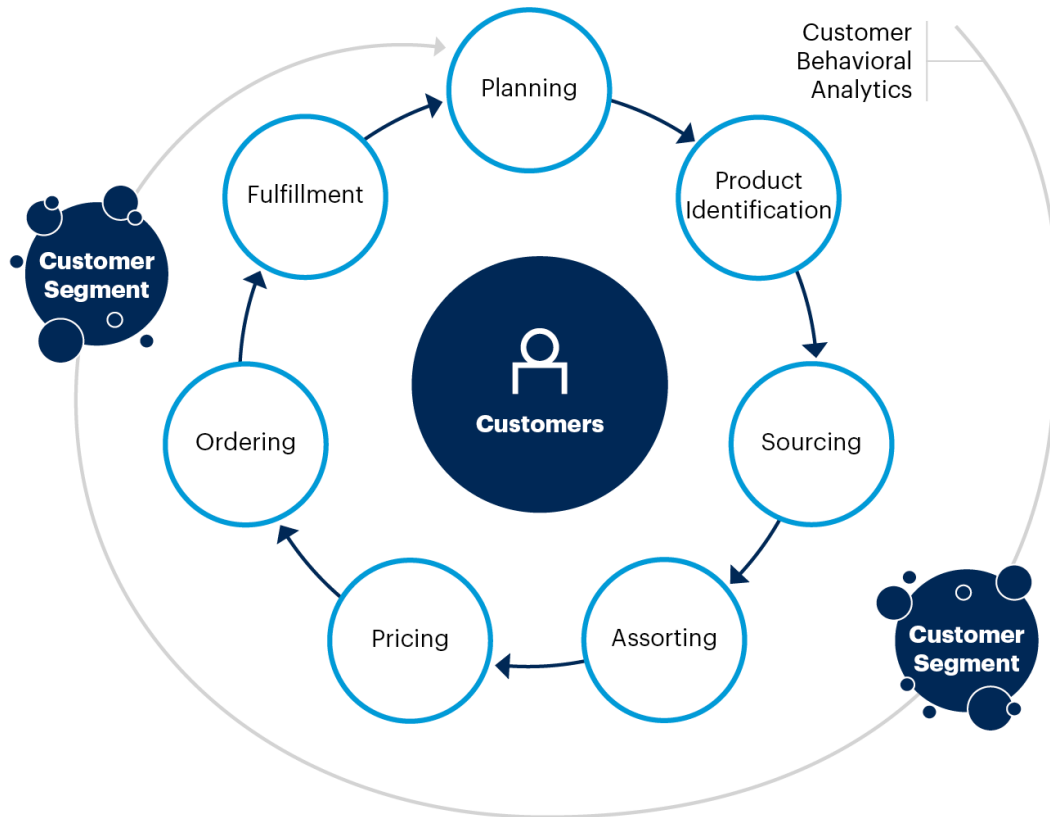 Customer
Behavioral
Analytics
Planning
Product
Identification
Fulfillment
Customer
Segment
Customers
Ordering
Sourcing
Pricing
Assorting
Customer
Segment